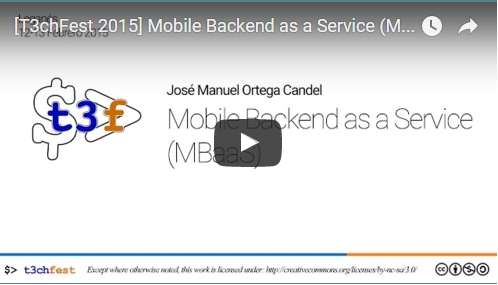 [T3chFest 2015] Mobile Backend as a Service (M...
Leganés
12-13 Febrero 2015
José Manuel Ortega Candel
$
t3f
Mobile Backend as a Service
(MBaaS)
$> t3chfest Except where otherwise noted, this work is licensed under: http://creativecommons.org/licenses/by-nc-sa/3.0/